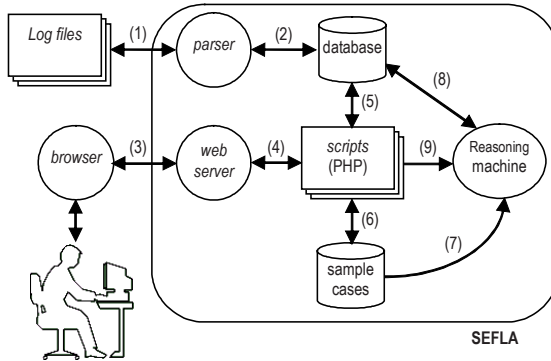 Log files
(1)
parser
(2)
database
(8)
(5)
browser
(3)
web
server
(4)
scripts
(PHP)
(9)
Reasoning
machine
(6)
(7)
sample
cases
SEFLA